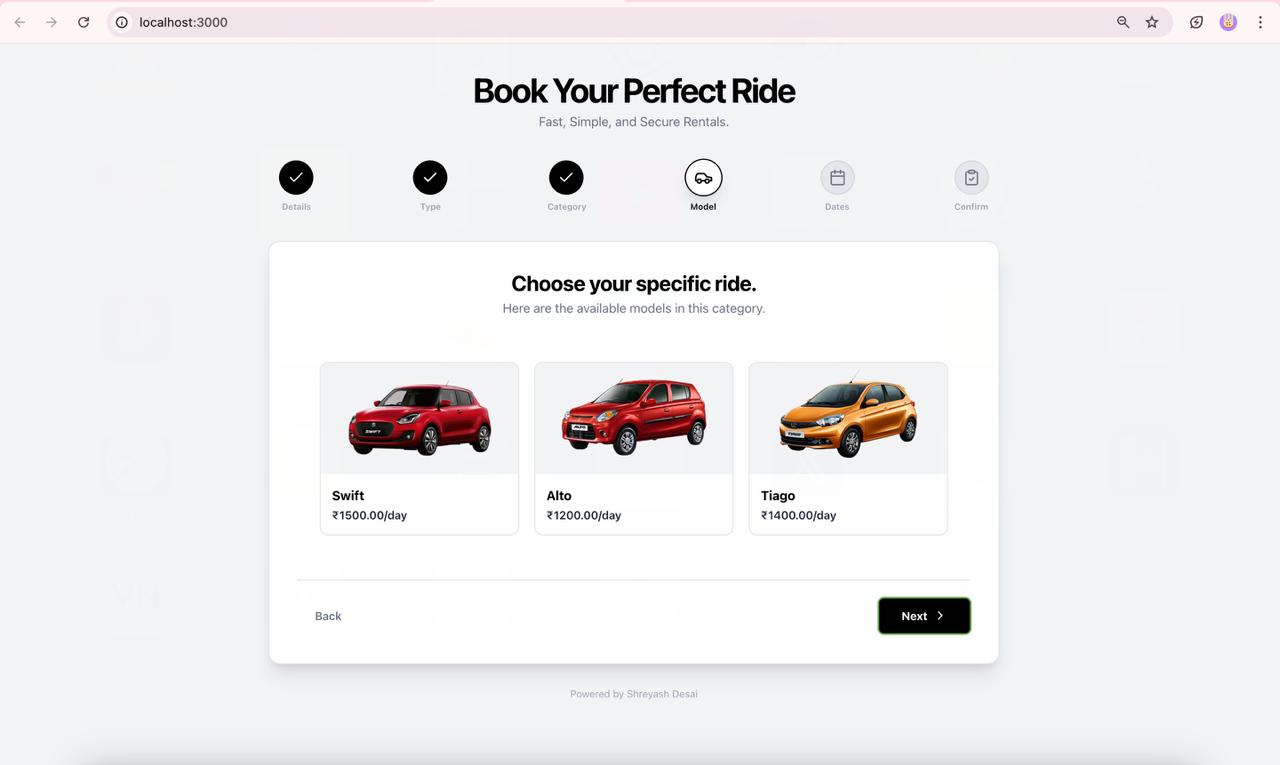 localhost:3000
Book Your Perfect Ride
Fast, Simple, and Secure Rentals.
Details
Type
Category
Model
Dates
Confirm
Choose your specific ride.
Here are the available models in this category.
SWIFT
ALTO
Swift
₹1500.00/day
Alto
₹1200.00/day
Tiago
₹1400.00/day
Back
Next
Powered by Shreyash Desai